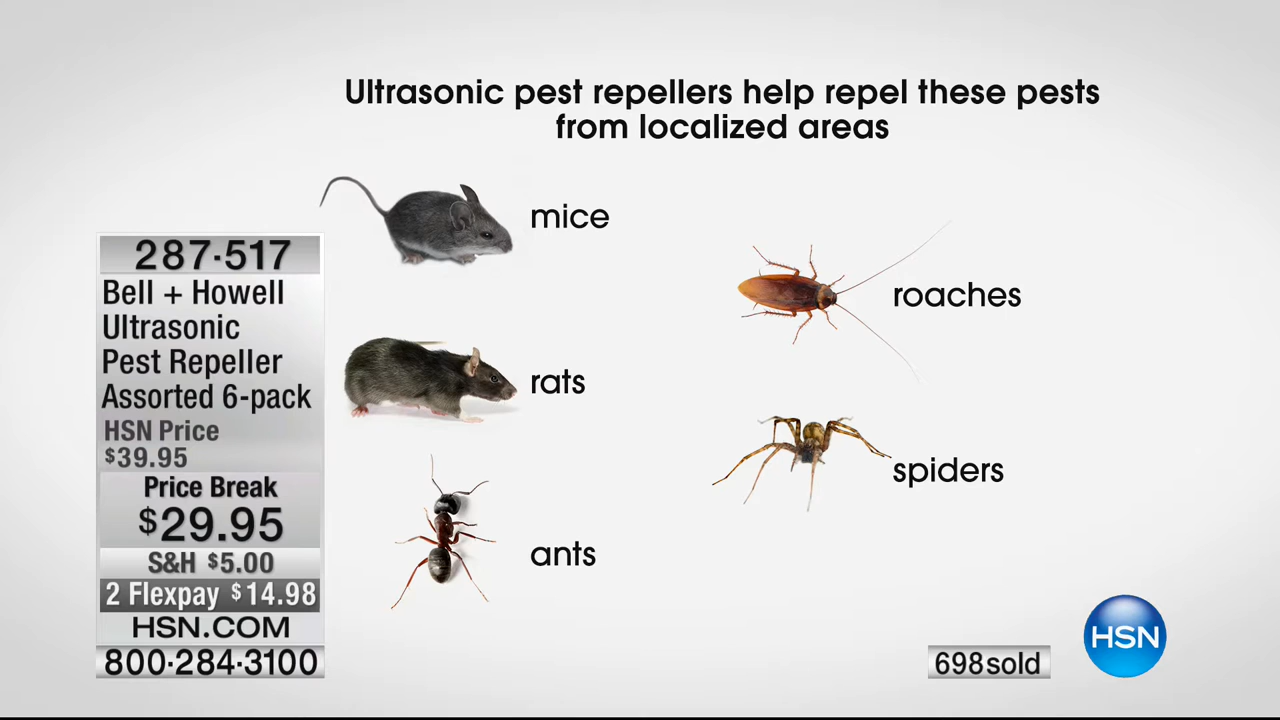 Ultrasonic pest repellers help repel these pests
from localized areas
mice
rats
ants
roaches
spiders
287·517
Bell + Howell
Ultrasonic
Pest Repeller
Assorted 6-pack
HSN Price
$39.95
Price Break
$29.95
S&H $5.00
2 Flexpay $14.98
HSN.COM
800·284·3100
698 sold
HSN